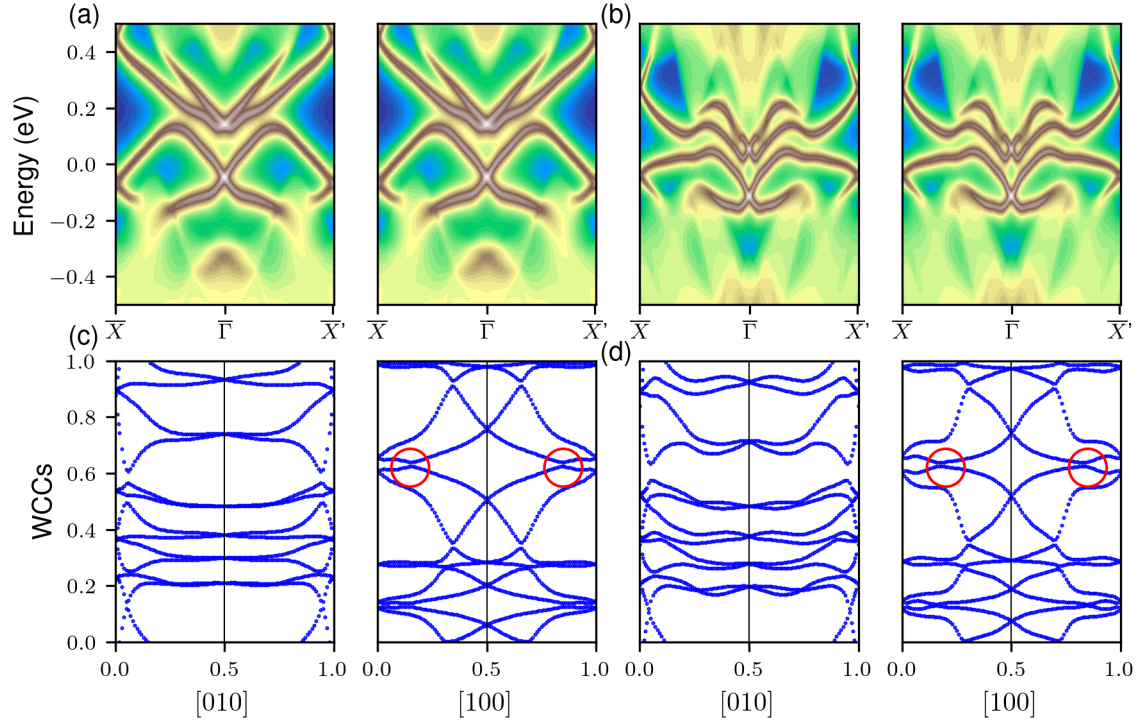 (a) (b)
Energy (eV)
0.4
0.2
0.0
−0.2
−0.4
X̅ Γ̅ X̅' X̅ Γ̅ X̅' X̅ Γ̅ X̅' X̅ Γ̅ X̅'
(c) (d)
WCCs
1.0
0.8
0.6
0.4
0.2
0.0
0.0 0.5 1.0 0.0 0.5 1.0 0.0 0.5 1.0 0.0 0.5 1.0
[010] [100] [010] [100]